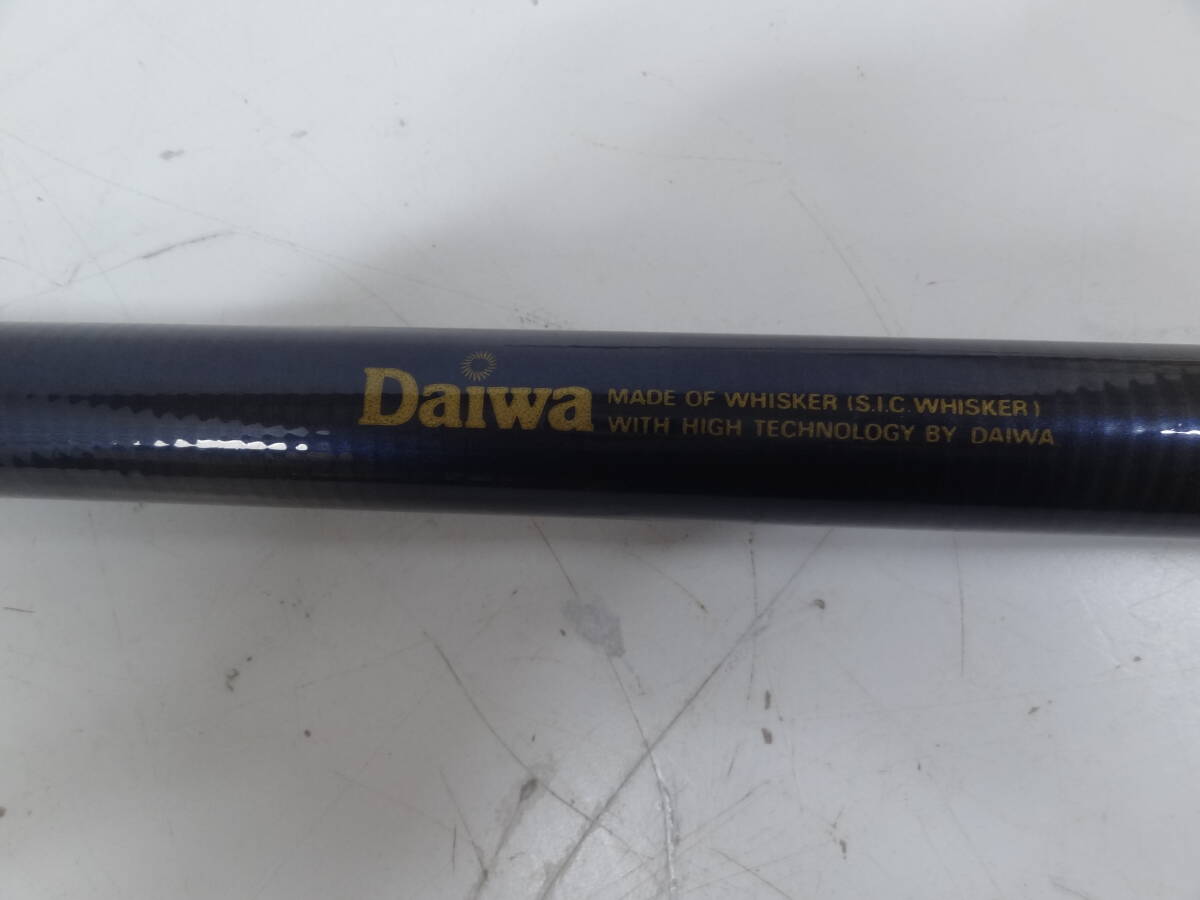 Daiwa
MADE OF WHISKER (S.I.C. WHISKER)
WITH HIGH TECHNOLOGY BY DAIWA